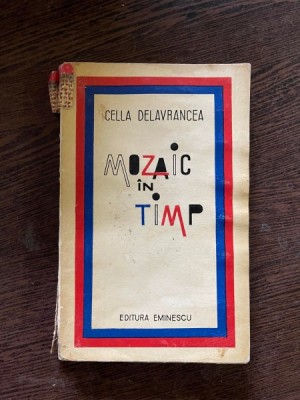 CELLA DELAVRANCEA
MOZAIC
ÎN
TIMP
EDITURA EMINESCU